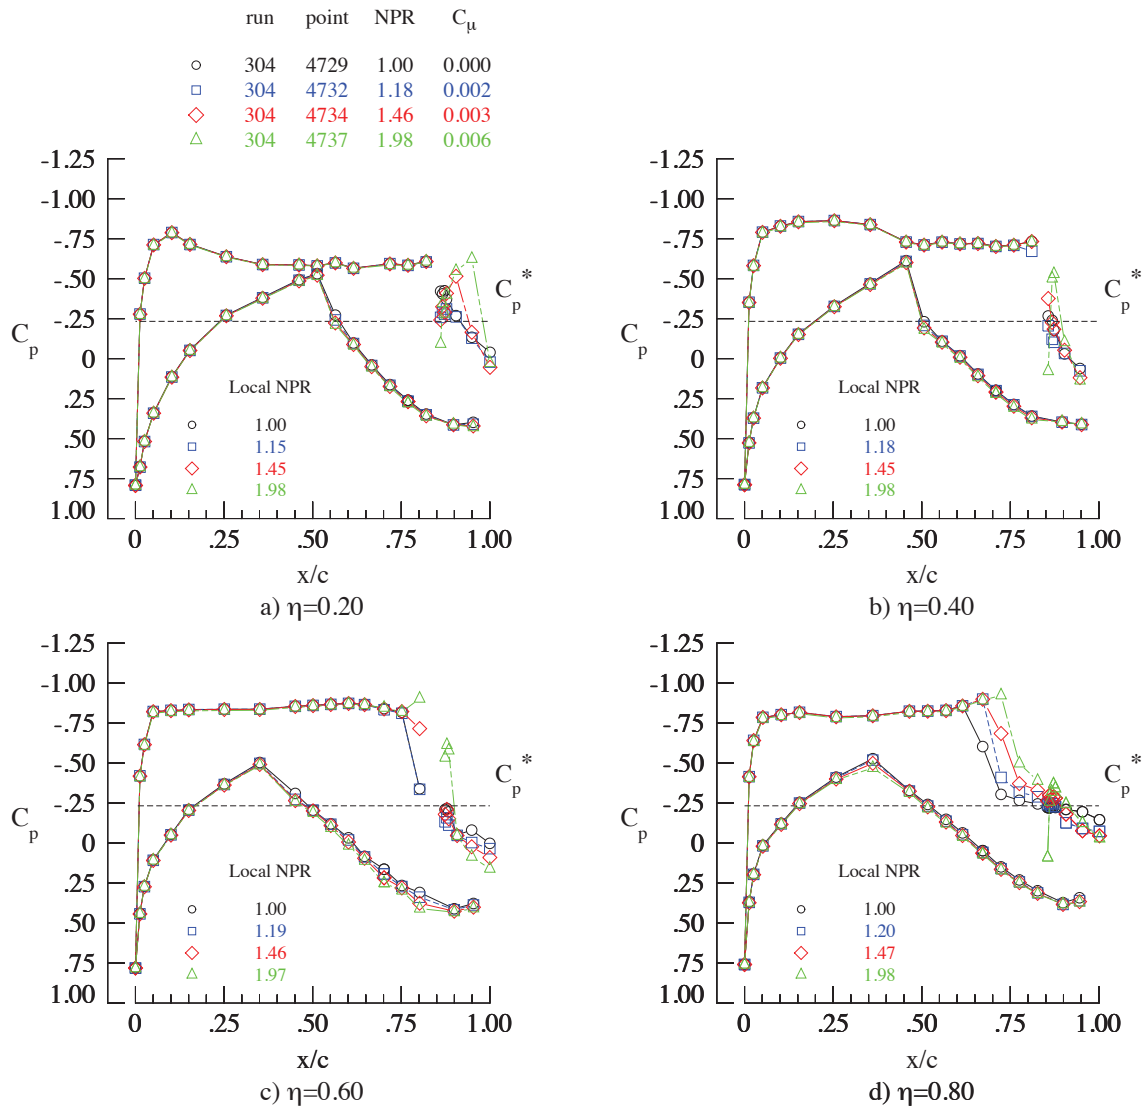 run point NPR Cμ
304 4729 1.00 0.000
304 4732 1.18 0.002
304 4734 1.46 0.003
304 4737 1.98 0.006
-1.25
-1.00
-.75
-.50
-.25
0
.25
.50
.75
1.00
Cp
Cp*
Local NPR
1.00
1.15
1.45
1.98
0 .25 .50 .75 1.00
x/c
a) η=0.20
-1.25
-1.00
-.75
-.50
-.25
0
.25
.50
.75
1.00
Cp
Cp*
Local NPR
1.00
1.18
1.45
1.98
0 .25 .50 .75 1.00
x/c
b) η=0.40
-1.25
-1.00
-.75
-.50
-.25
0
.25
.50
.75
1.00
Cp
Cp*
Local NPR
1.00
1.19
1.46
1.97
0 .25 .50 .75 1.00
x/c
c) η=0.60
-1.25
-1.00
-.75
-.50
-.25
0
.25
.50
.75
1.00
Cp
Cp*
Local NPR
1.00
1.20
1.47
1.98
0 .25 .50 .75 1.00
x/c
d) η=0.80